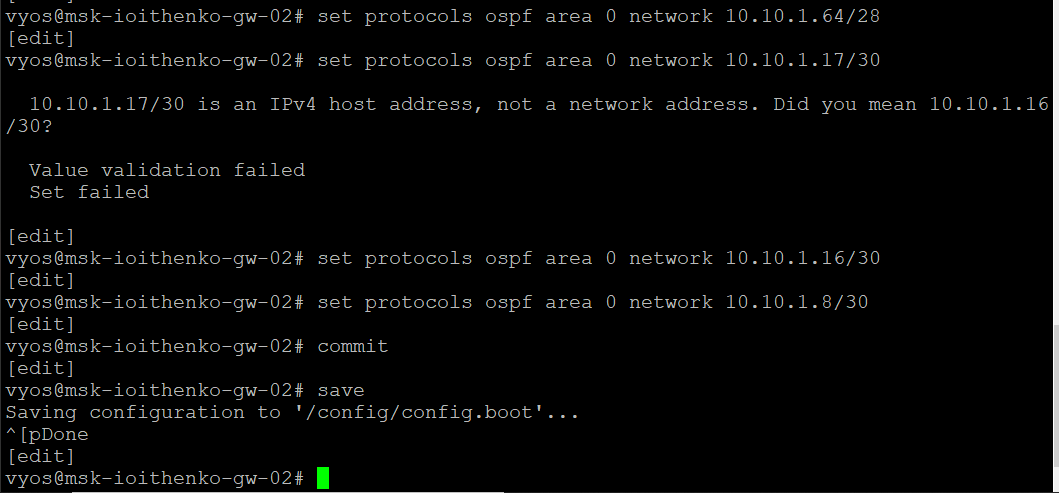 [edit]
vyos@msk-ioithenko-gw-02# set protocols ospf area 0 network 10.10.1.64/28
[edit]
vyos@msk-ioithenko-gw-02# set protocols ospf area 0 network 10.10.1.17/30
10.10.1.17/30 is an IPv4 host address, not a network address. Did you mean 10.10.1.16
/30?
Value validation failed
Set failed
[edit]
vyos@msk-ioithenko-gw-02# set protocols ospf area 0 network 10.10.1.16/30
[edit]
vyos@msk-ioithenko-gw-02# set protocols ospf area 0 network 10.10.1.8/30
[edit]
vyos@msk-ioithenko-gw-02# commit
[edit]
vyos@msk-ioithenko-gw-02# save
Saving configuration to '/config/config.boot'...
^[pDone
[edit]
vyos@msk-ioithenko-gw-02#